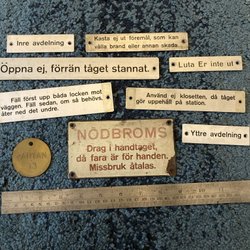 Inre avdelning
Kasta ej ut föremål, som kan
vålla brand eller annan skada.
Öppna ej, förrän tåget stannat.
Luta Er inte ut
Fäll först upp båda locken mot
väggen. Fäll sedan, om så behövs,
åter ned det undre.
Använd ej klosetten, då tåget
gör uppehåll på station.
NÖDBROMS
Drag i handtaget,
då fara är för handen.
Missbruk åtalas.
Yttre avdelning